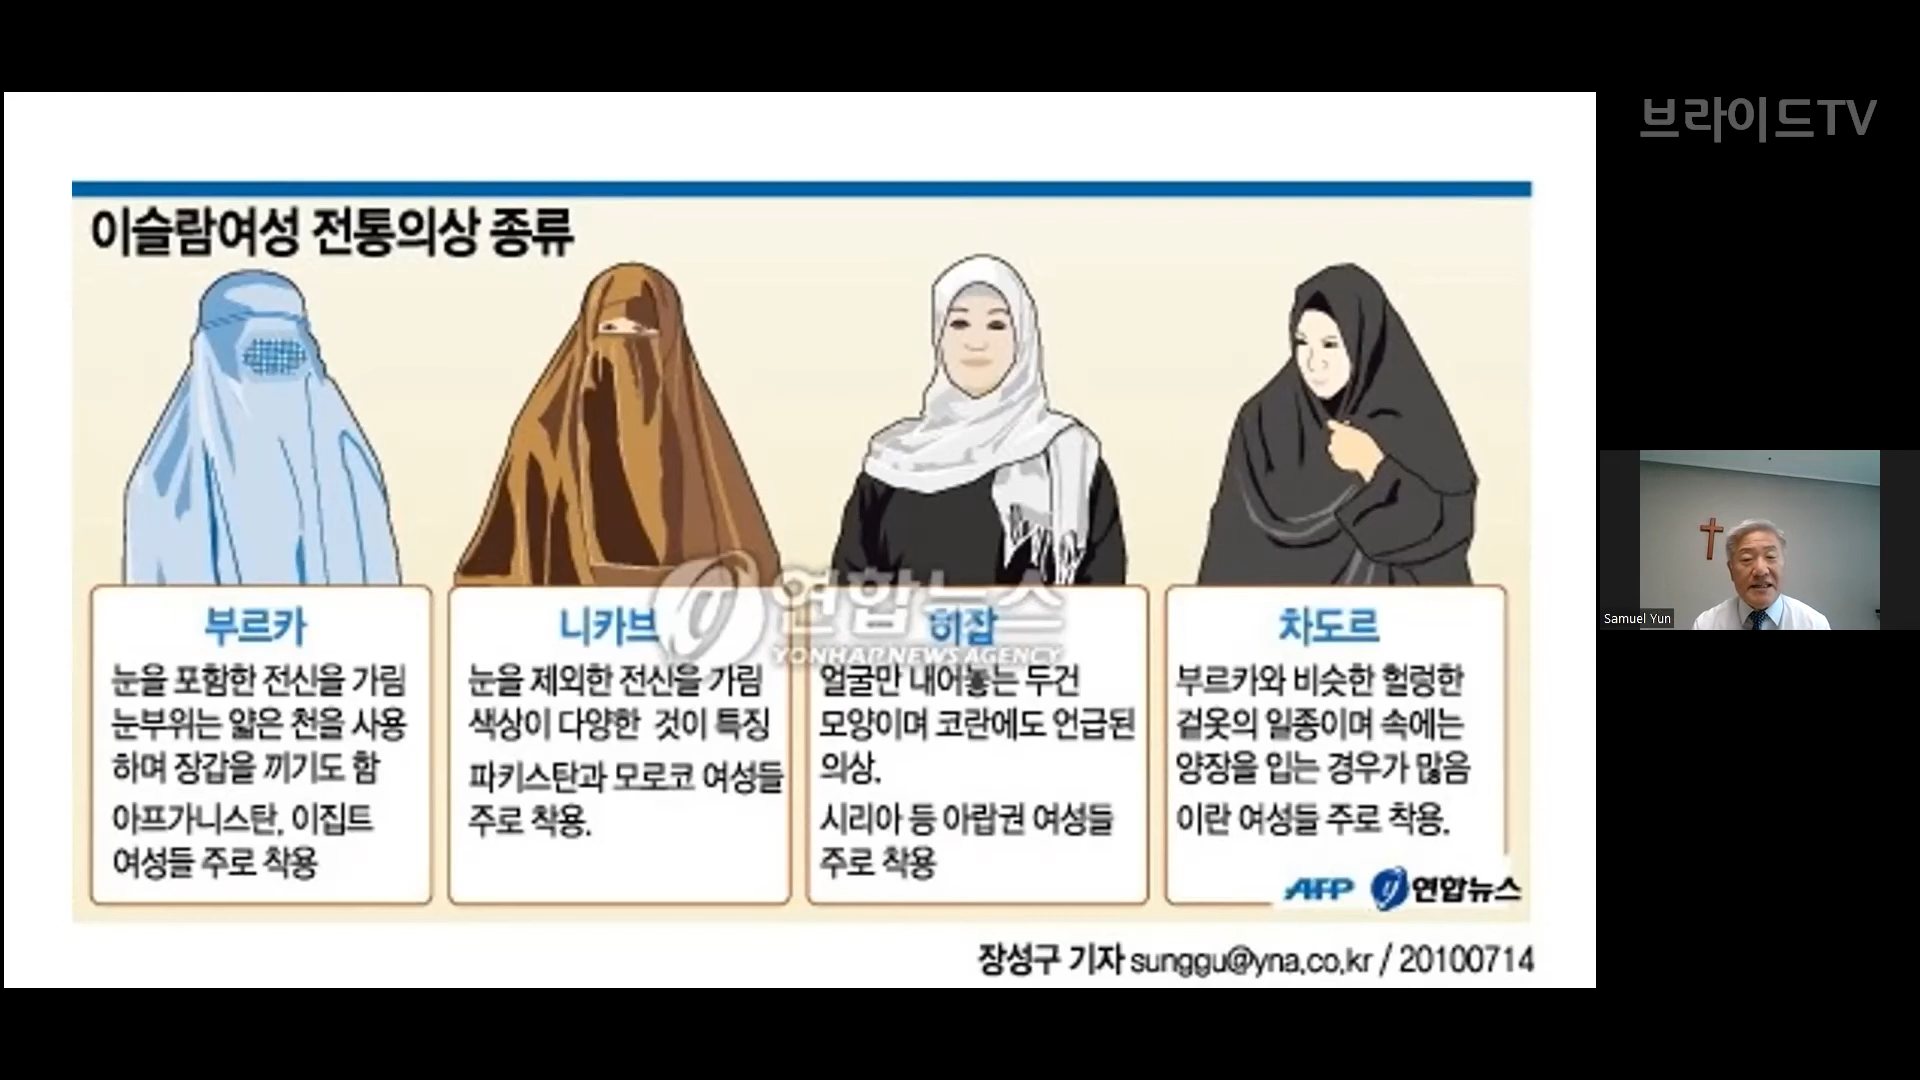 브라이드TV
이슬람여성 전통의상 종류
부르카
눈을 포함한 전신을 가림
눈부위는 얇은 천을 사용
하며 장갑을 끼기도 함
아프가니스탄, 이집트
여성들 주로 착용
니카브
눈을 제외한 전신을 가림
색상이 다양한 것이 특징
파키스탄과 모로코 여성들
주로 착용.
히잡
얼굴만 내어놓는 두건
모양이며 코란에도 언급된
의상.
시리아 등 아랍권 여성들
주로 착용
차도르
부르카와 비슷한 헐렁한
겉옷의 일종이며 속에는
양장을 입는 경우가 많음
이란 여성들 주로 착용.
연합뉴스
YONHAP NEWS AGENCY
AFP 연합뉴스
장성구 기자 sunggu@yna.co.kr / 20100714
Samuel Yun